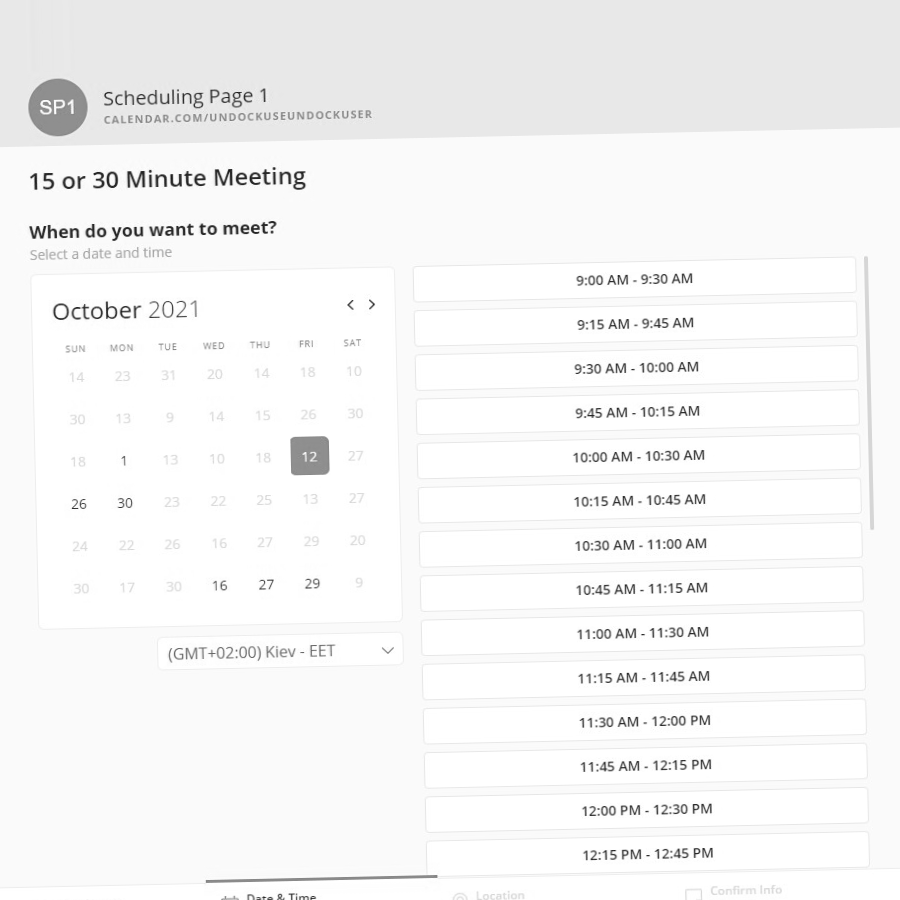 SP1
Scheduling Page 1
CALENDAR.COM/UNDOCKUSEUNDOCKUSER
15 or 30 Minute Meeting
When do you want to meet?
Select a date and time
October 2021
SUN MON TUE WED THU FRI SAT
14 23 31 20 14 18 10
30 13 9 14 15 26 30
18 1 13 10 18 12 27
26 30 23 22 25 13 27
24 22 26 16 27 29 20
30 17 30 16 27 29 9
(GMT+02:00) Kiev - EET
9:00 AM - 9:30 AM
9:15 AM - 9:45 AM
9:30 AM - 10:00 AM
9:45 AM - 10:15 AM
10:00 AM - 10:30 AM
10:15 AM - 10:45 AM
10:30 AM - 11:00 AM
10:45 AM - 11:15 AM
11:00 AM - 11:30 AM
11:15 AM - 11:45 AM
11:30 AM - 12:00 PM
11:45 AM - 12:15 PM
12:00 PM - 12:30 PM
12:15 PM - 12:45 PM
Date & Time
Location
Confirm Info